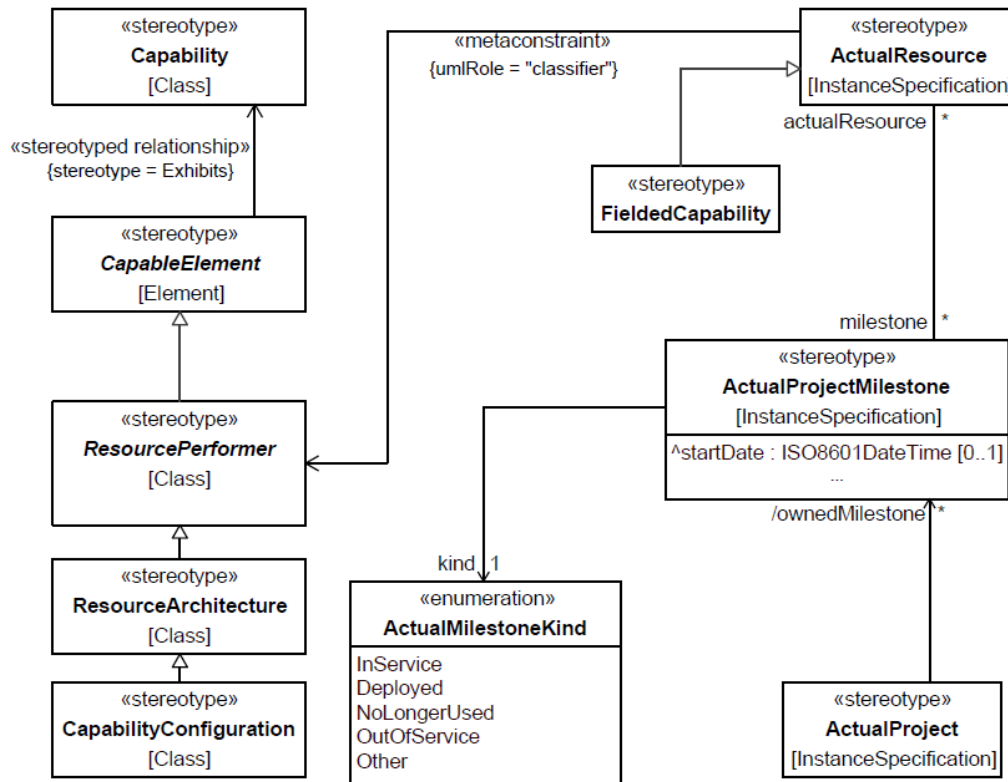 «stereotype»
Capability
[Class]
«stereotyped relationship»
{stereotype = Exhibits}
«stereotype»
CapableElement
[Element]
«stereotype»
ResourcePerformer
[Class]
«stereotype»
ResourceArchitecture
[Class]
«stereotype»
CapabilityConfiguration
[Class]
«metaconstraint»
{umlRole = "classifier"}
«stereotype»
ActualResource
[InstanceSpecification
actualResource *
«stereotype»
FieldedCapability
milestone *
«stereotype»
ActualProjectMilestone
[InstanceSpecification]
^startDate : ISO8601DateTime [0..1]
...
/ownedMilestone *
kind 1
«enumeration»
ActualMilestoneKind
InService
Deployed
NoLongerUsed
OutOfService
Other
«stereotype»
ActualProject
[InstanceSpecification]